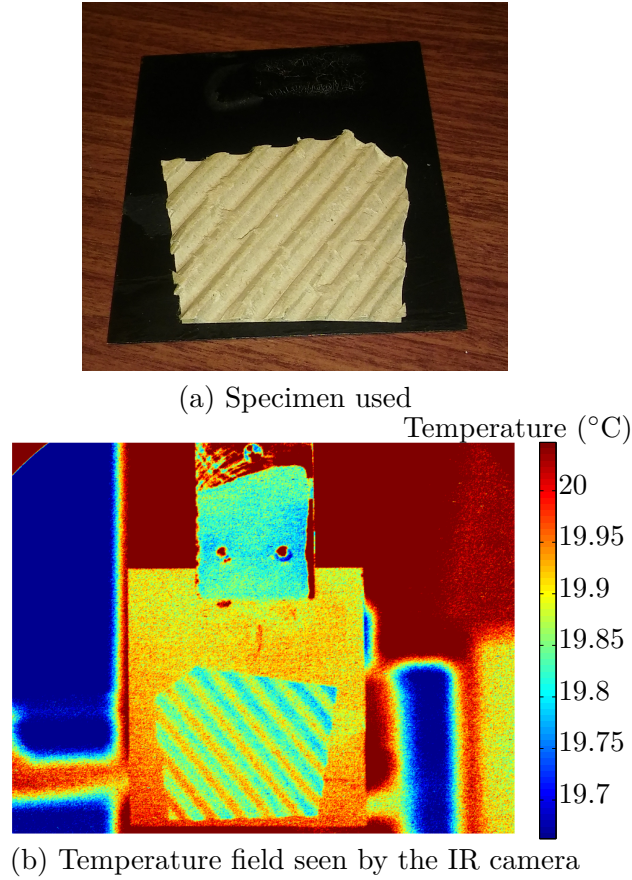 (a) Specimen used
Temperature (°C)
20
19.95
19.9
19.85
19.8
19.75
19.7
(b) Temperature field seen by the IR camera